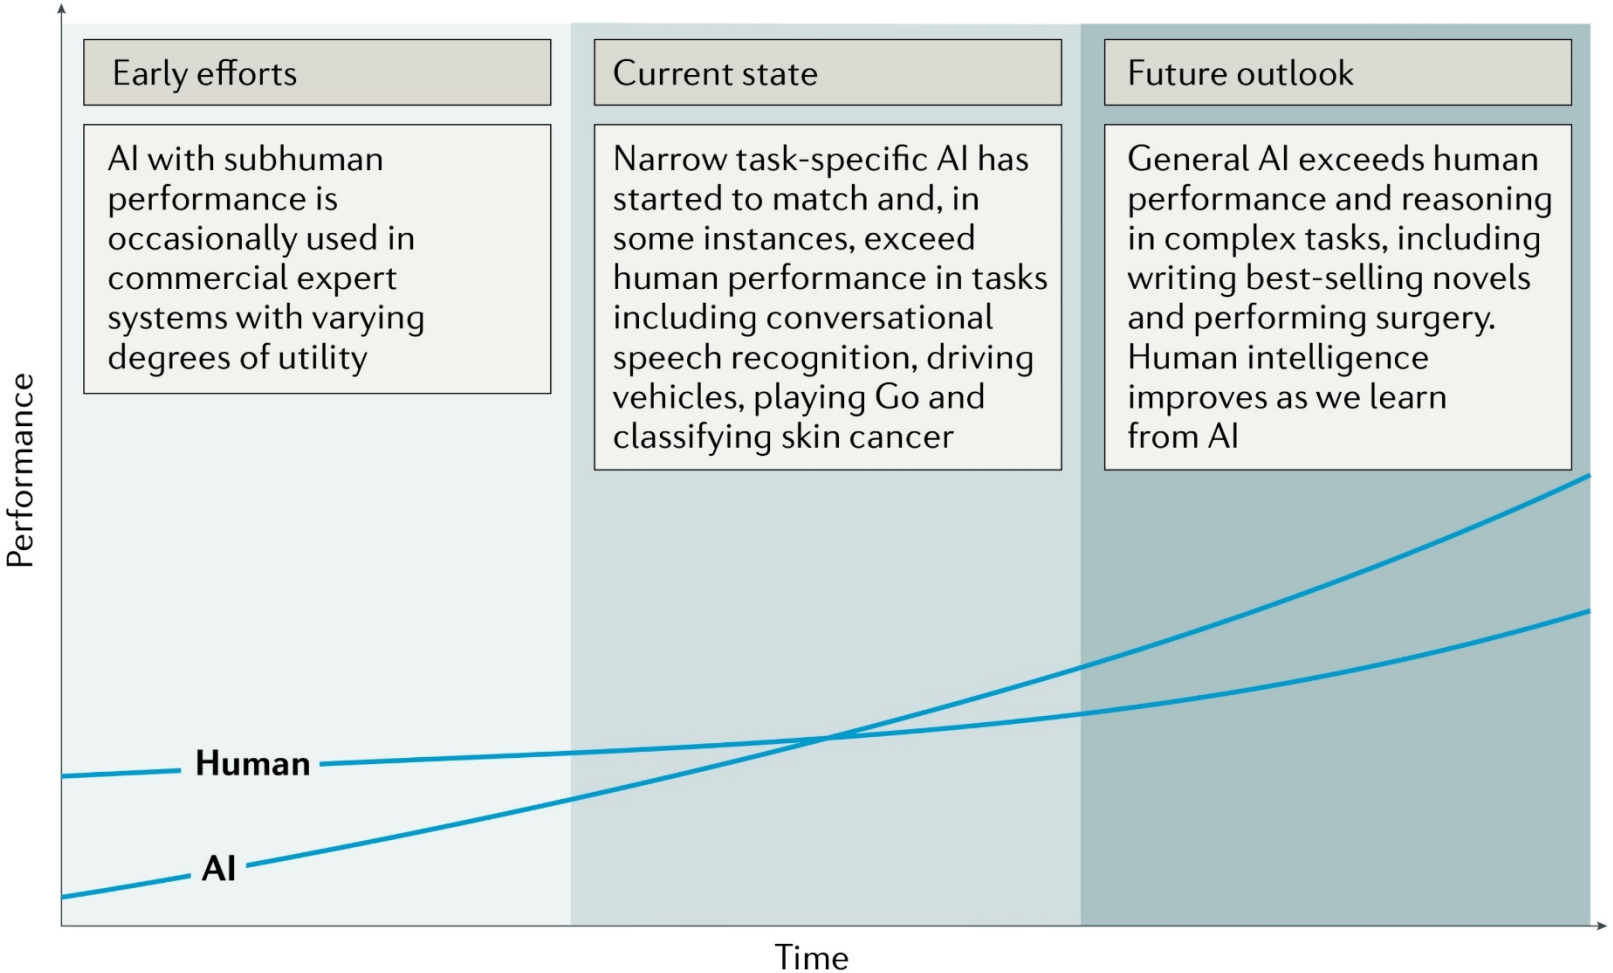 Early efforts
AI with subhuman
performance is
occasionally used in
commercial expert
systems with varying
degrees of utility
Current state
Narrow task-specific AI has
started to match and, in
some instances, exceed
human performance in tasks
including conversational
speech recognition, driving
vehicles, playing Go and
classifying skin cancer
Future outlook
General AI exceeds human
performance and reasoning
in complex tasks, including
writing best-selling novels
and performing surgery.
Human intelligence
improves as we learn
from AI
Performance
Human
AI
Time